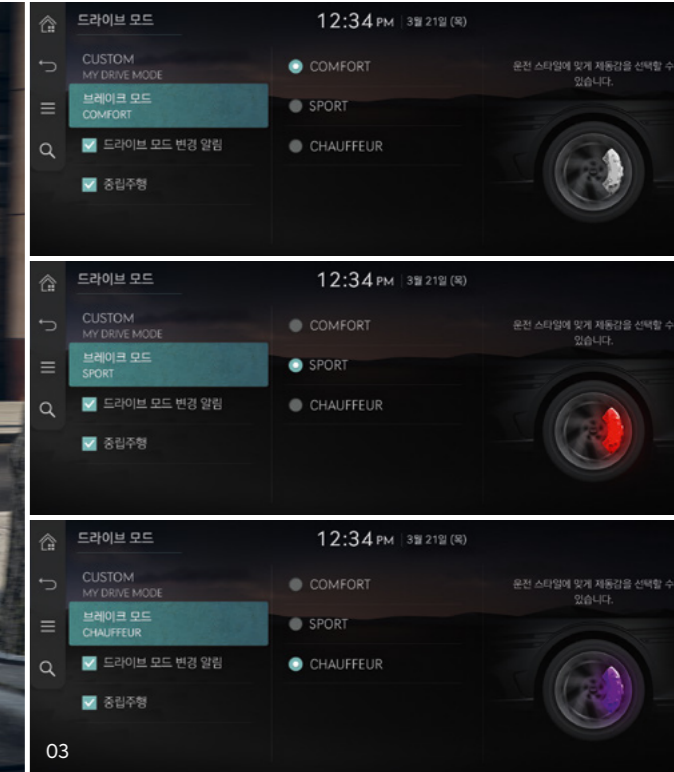 드라이브 모드
12:34 PM 3월 21일 (목)
CUSTOM
MY DRIVE MODE
브레이크 모드
COMFORT
드라이브 모드 변경 알림
중립주행
COMFORT
SPORT
CHAUFFEUR
운전 스타일에 맞게 제동감을 선택할 수
있습니다.
드라이브 모드
12:34 PM 3월 21일 (목)
CUSTOM
MY DRIVE MODE
브레이크 모드
SPORT
드라이브 모드 변경 알림
중립주행
COMFORT
SPORT
CHAUFFEUR
운전 스타일에 맞게 제동감을 선택할 수
있습니다.
드라이브 모드
12:34 PM 3월 21일 (목)
CUSTOM
MY DRIVE MODE
브레이크 모드
CHAUFFEUR
드라이브 모드 변경 알림
중립주행
COMFORT
SPORT
CHAUFFEUR
운전 스타일에 맞게 제동감을 선택할 수
있습니다.
03